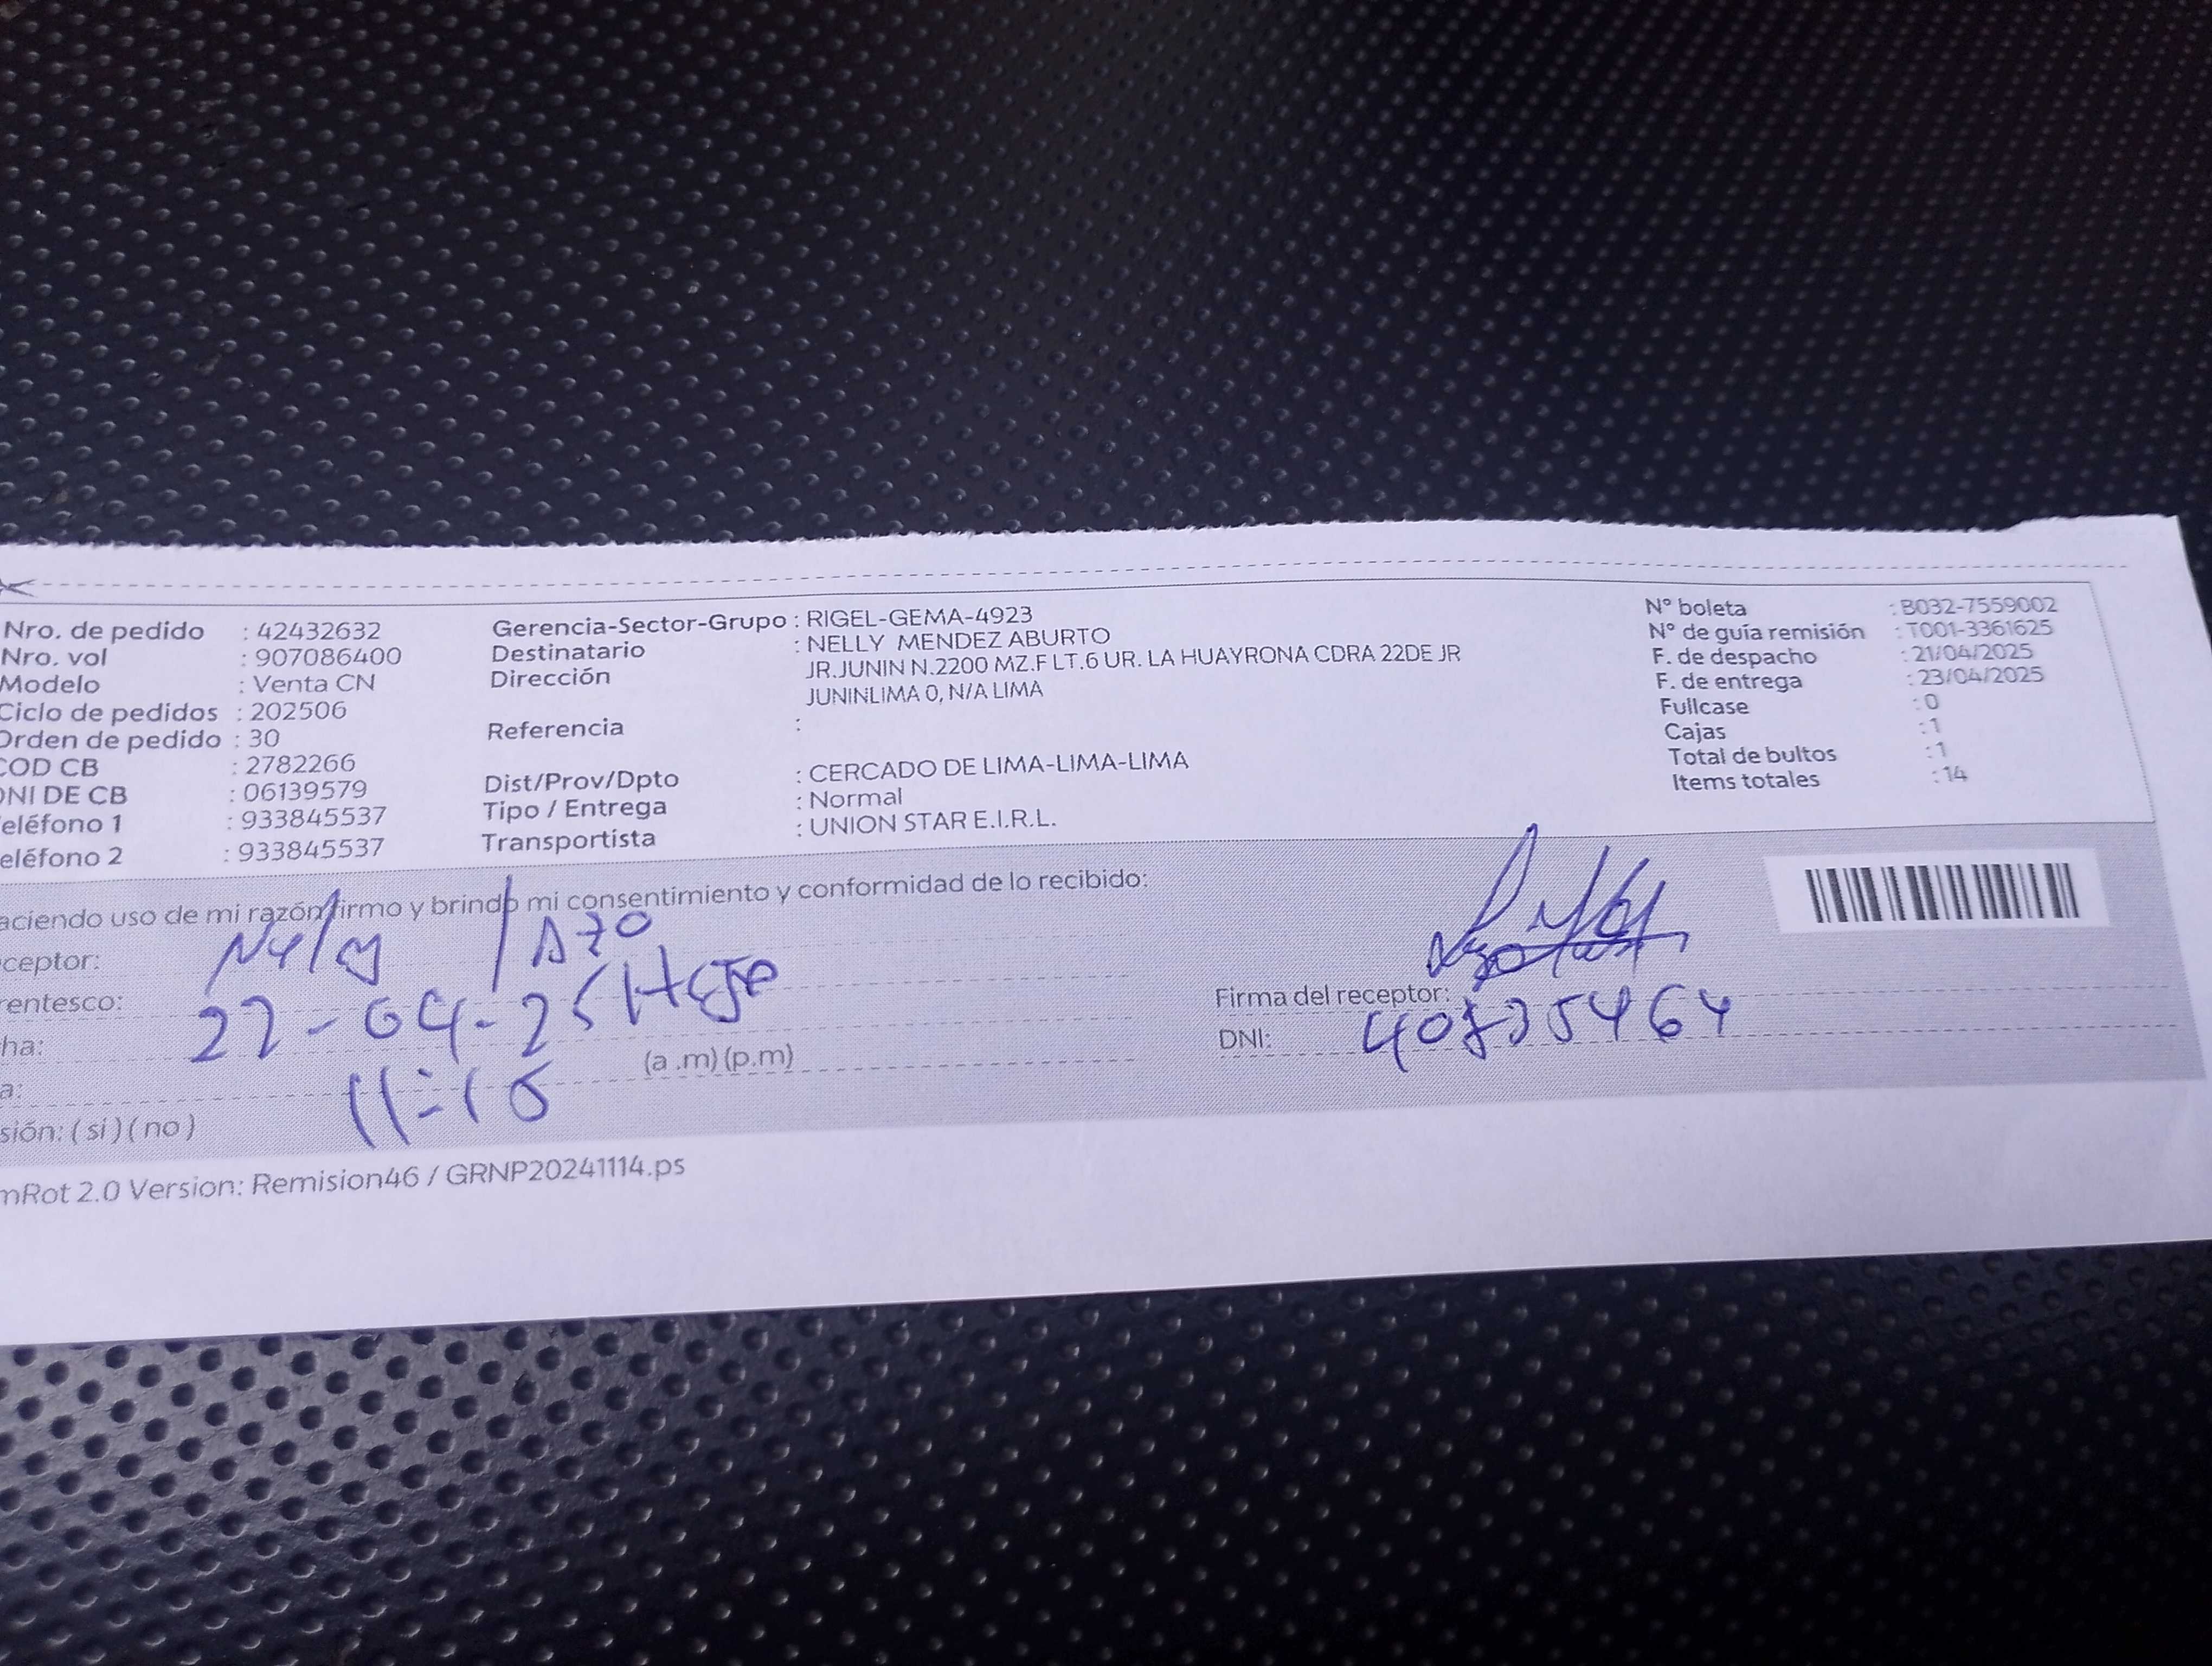 Nro. de pedido : 42432632
Nro. vol : 907086400
Modelo : Venta CN
Ciclo de pedidos : 202506
Orden de pedido : 30
COD CB : 2782266
DNI DE CB : 06139579
eléfono 1 : 933845537
eléfono 2 : 933845537
Gerencia-Sector-Grupo : RIGEL-GEMA-4923
Destinatario : NELLY MENDEZ ABURTO
Dirección JR.JUNIN N.2200 MZ.F LT.6 UR. LA HUAYRONA CDRA 22DE JR
JUNINLIMA 0, N/A LIMA
Referencia :
Dist/Prov/Dpto : CERCADO DE LIMA-LIMA-LIMA
Tipo / Entrega : Normal
Transportista : UNION STAR E.I.R.L.
N° boleta : B032-7559002
N° de guía remisión : T001-3361625
F. de despacho : 21/04/2025
F. de entrega : 23/04/2025
Fullcase : 0
Cajas : 1
Total de bultos : 1
Items totales : 14
aciendo uso de mi razón firmo y brindo mi consentimiento y conformidad de lo recibido:
ceptor:
rentesco:
ha: 22-04-25
a: 11:15 (a .m) (p.m)
sión: ( si ) ( no )
Firma del receptor:
DNI:
mRot 2.0 Version: Remision46 / GRNP20241114.ps